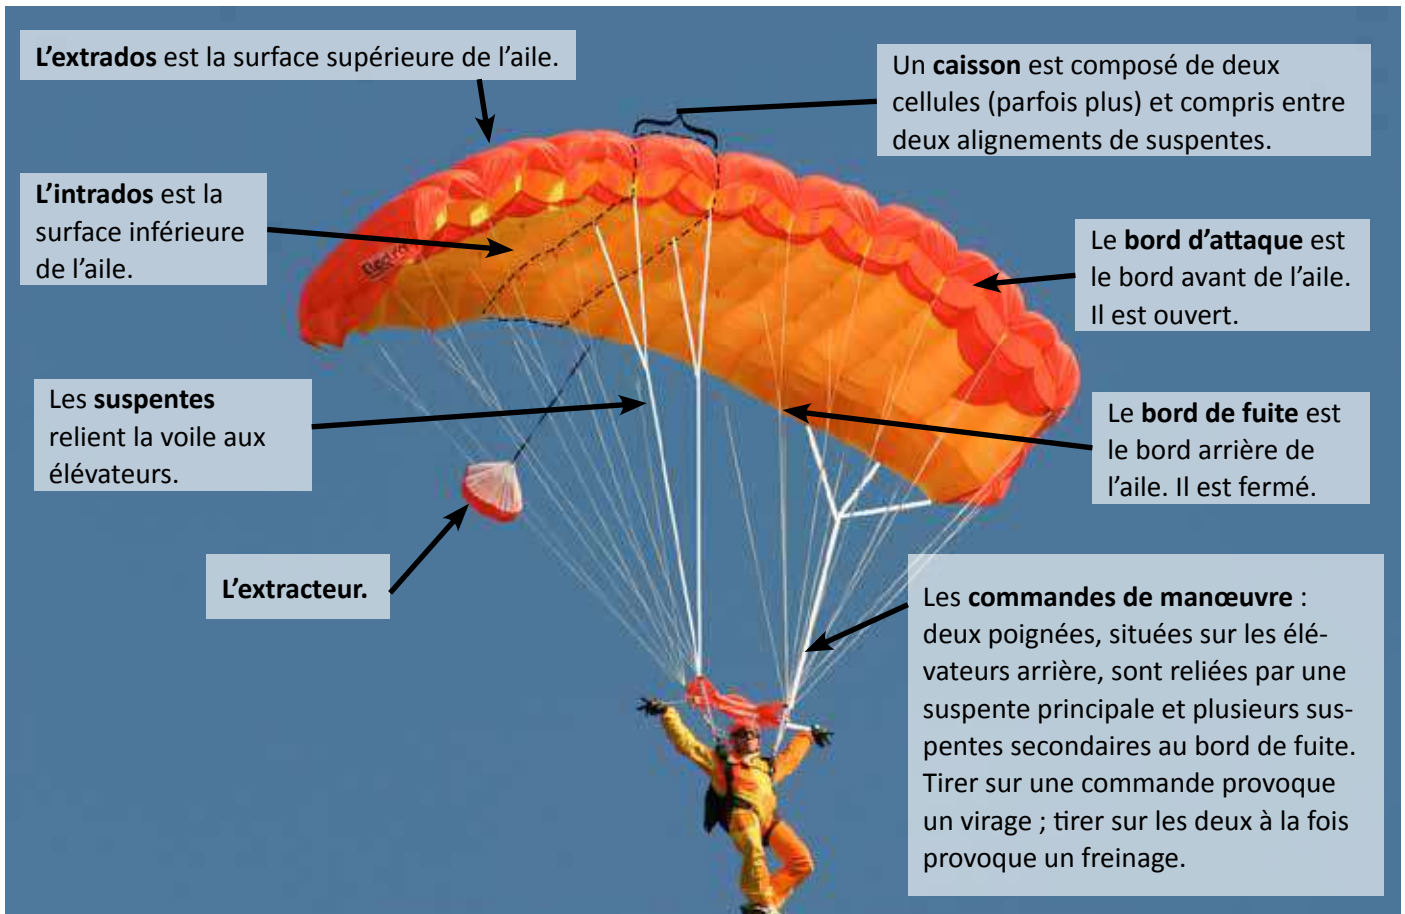 L’extrados est la surface supérieure de l’aile.
Un caisson est composé de deux
cellules (parfois plus) et compris entre
deux alignements de suspentes.
L’intrados est la
surface inférieure
de l’aile.
Le bord d’attaque est
le bord avant de l’aile.
Il est ouvert.
Les suspentes
relient la voile aux
élévateurs.
Le bord de fuite est
le bord arrière de
l’aile. Il est fermé.
L’extracteur.
Les commandes de manœuvre :
deux poignées, situées sur les élé-
vateurs arrière, sont reliées par une
suspente principale et plusieurs sus-
pentes secondaires au bord de fuite.
Tirer sur une commande provoque
un virage ; tirer sur les deux à la fois
provoque un freinage.